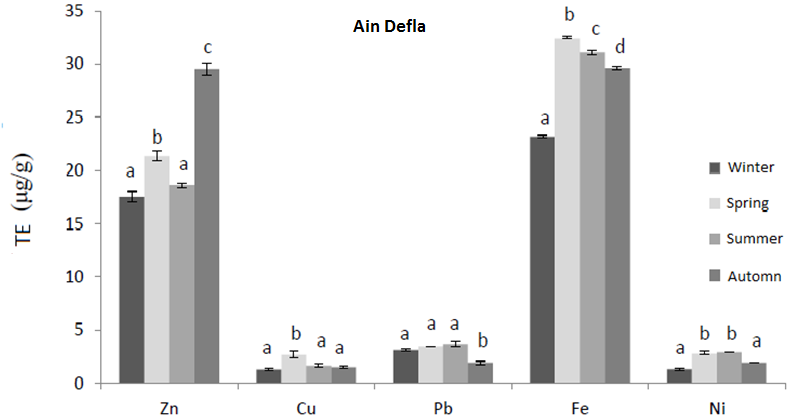 Ain Defla
TE (µg/g)
35
30
25
20
15
10
5
0
a b a c
a b a a
a a a b
a b c d
a b b a
Zn Cu Pb Fe Ni
Winter
Spring
Summer
Automn